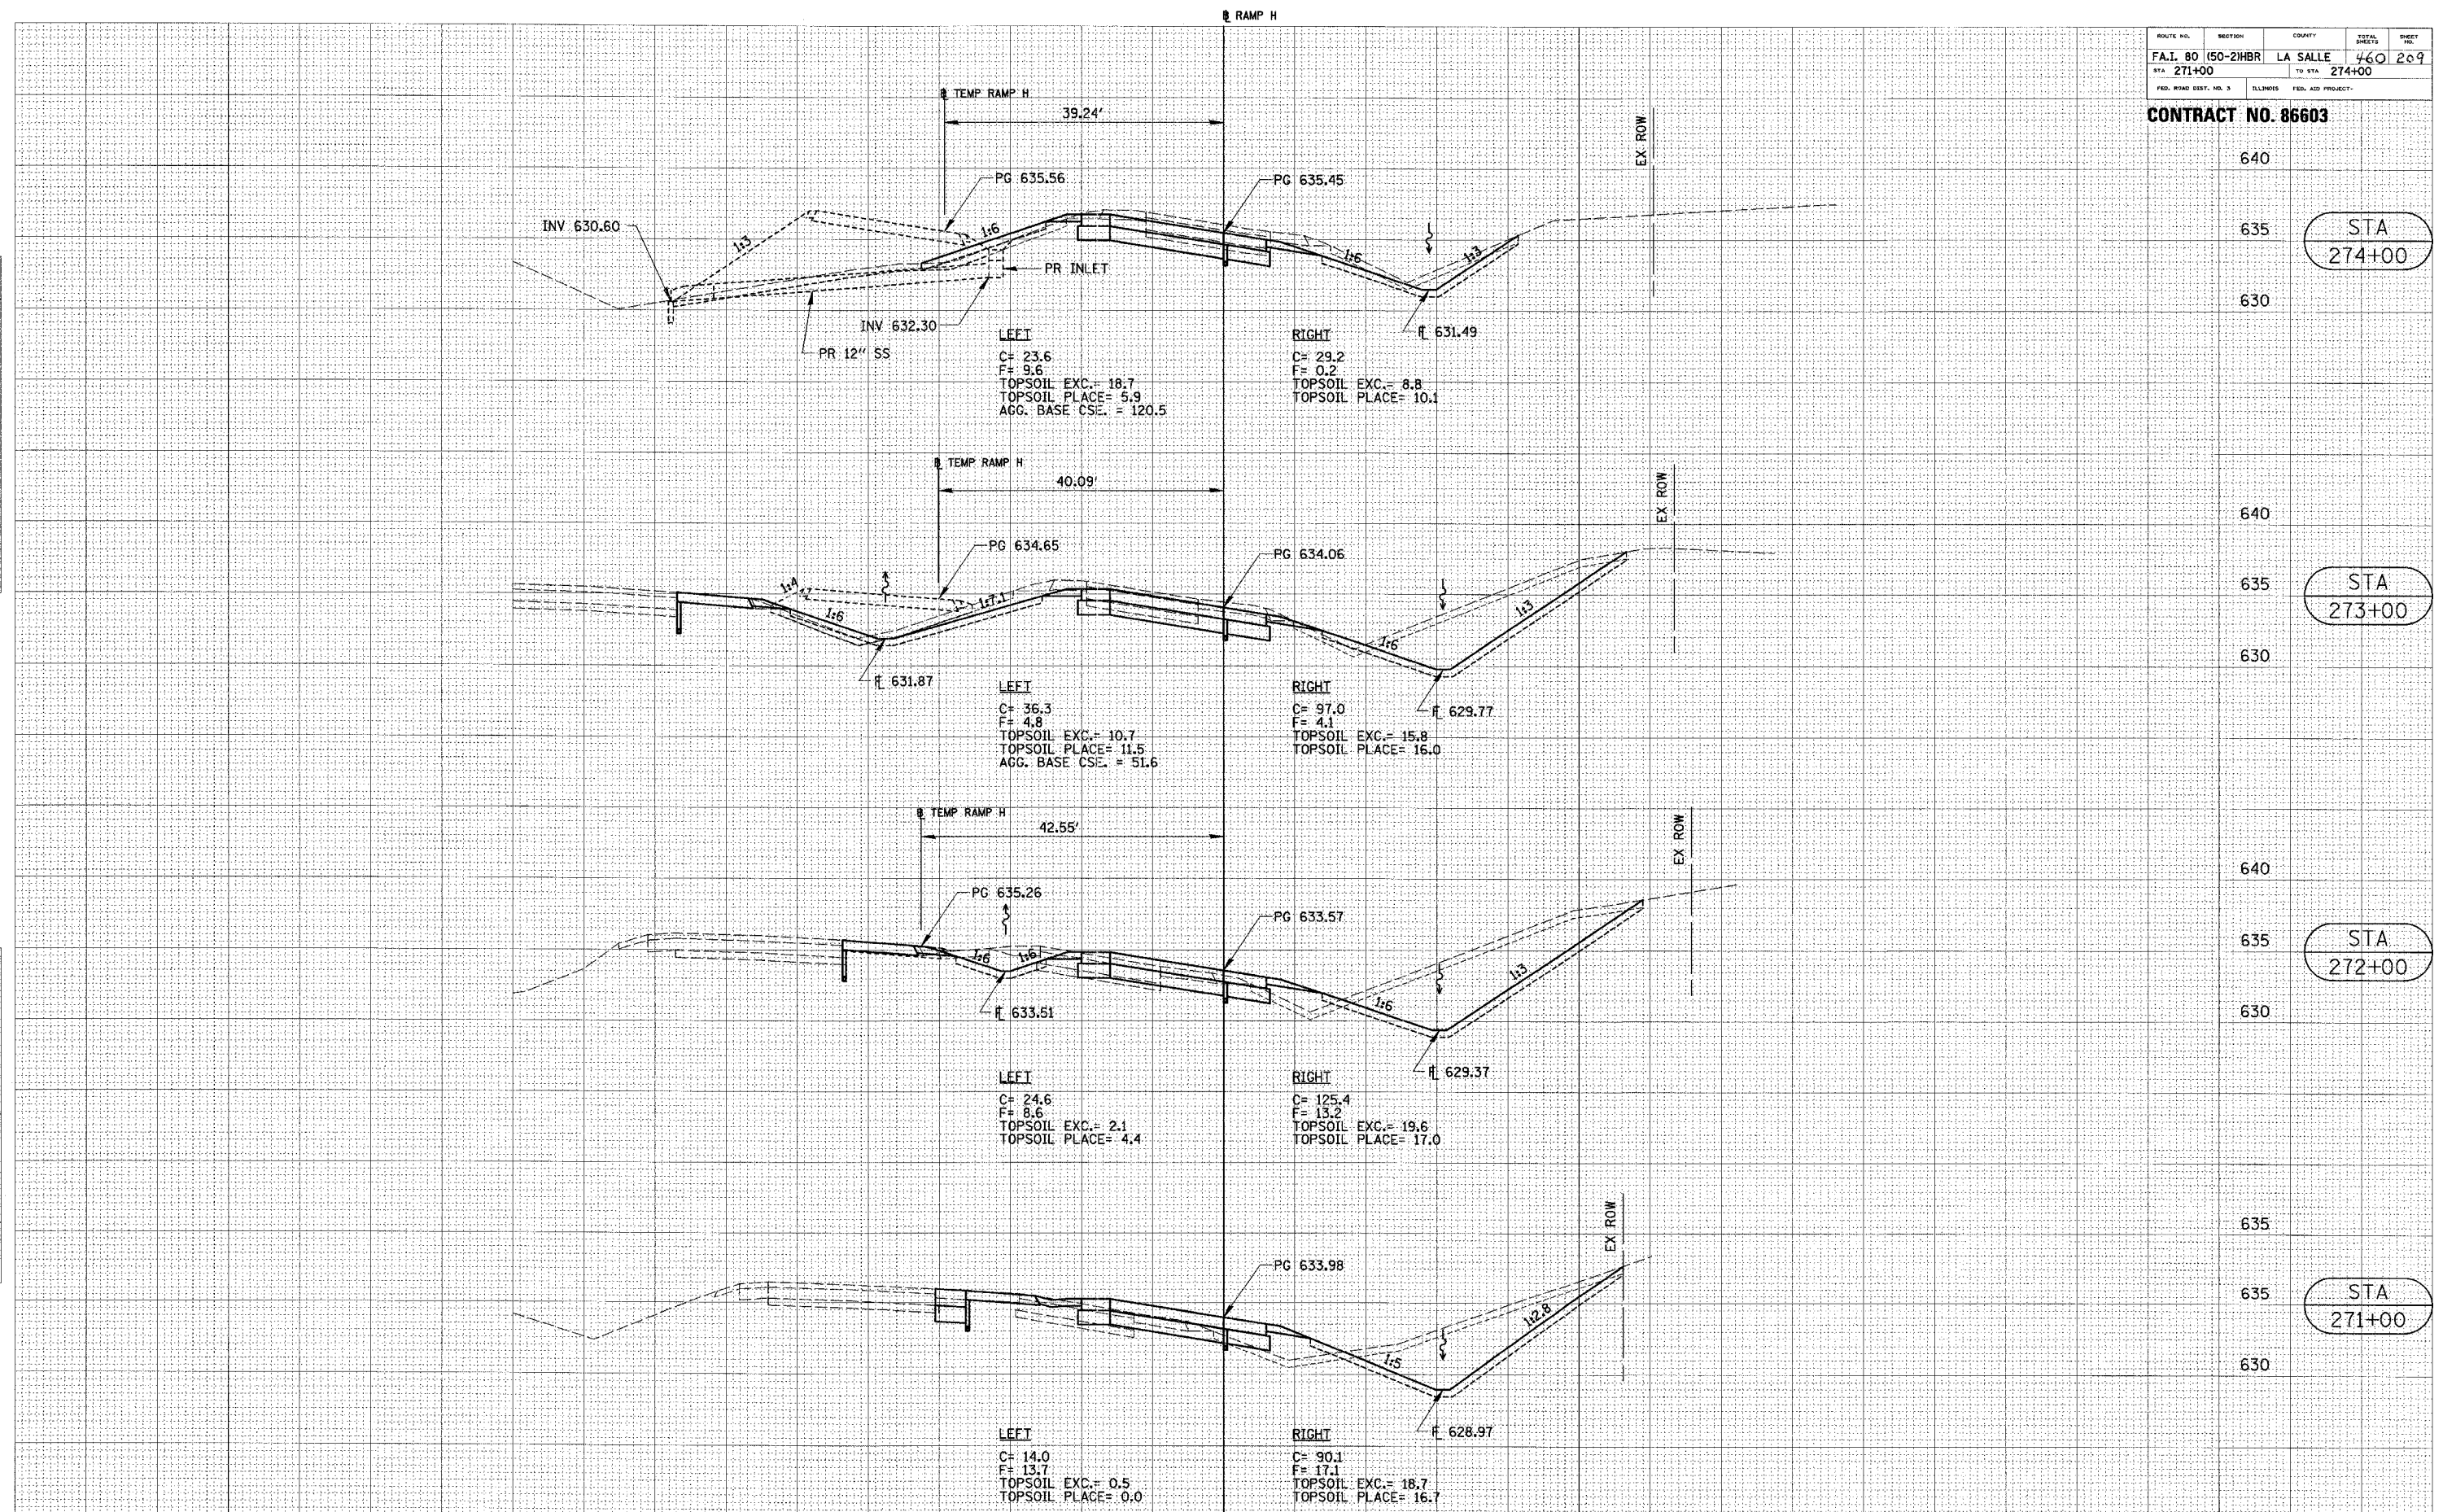 ℄ RAMP H
ROUTE NO. SECTION COUNTY TOTAL SHEETS SHEET NO.
F.A.I. 80 (50-2)HBR LA SALLE 460 209
STA 271+00 TO STA 274+00
FED. ROAD DIST. NO. 3 ILLINOIS FED. AID PROJECT-
CONTRACT NO. 86603
℄ TEMP RAMP H
39.24'
EX ROW
640
PG 635.56
PG 635.45
INV 630.60
1:3
1:6
1:6
1:3
635
STA
274+00
PR INLET
630
INV 632.30
PR 12" SS
FL 631.49
LEFT
C= 23.6
F= 9.6
TOPSOIL EXC.= 18.7
TOPSOIL PLACE= 5.9
AGG. BASE CSE. = 120.5
RIGHT
C= 29.2
F= 0.2
TOPSOIL EXC.= 8.8
TOPSOIL PLACE= 10.1
℄ TEMP RAMP H
40.09'
EX ROW
640
PG 634.65
PG 634.06
1:4
1:6
1:7.1
1:6
1:3
635
STA
273+00
630
FL 631.87
FL 629.77
LEFT
C= 36.3
F= 4.8
TOPSOIL EXC.= 10.7
TOPSOIL PLACE= 11.5
AGG. BASE CSE. = 51.6
RIGHT
C= 97.0
F= 4.1
TOPSOIL EXC.= 15.8
TOPSOIL PLACE= 16.0
℄ TEMP RAMP H
42.55'
EX ROW
640
PG 635.26
PG 633.57
1:6
1:6
1:6
1:3
635
STA
272+00
630
FL 633.51
FL 629.37
LEFT
C= 24.6
F= 8.6
TOPSOIL EXC.= 2.1
TOPSOIL PLACE= 4.4
RIGHT
C= 125.4
F= 13.2
TOPSOIL EXC.= 19.6
TOPSOIL PLACE= 17.0
EX ROW
635
PG 633.98
1:5
1:2.8
635
STA
271+00
630
FL 628.97
LEFT
C= 14.0
F= 13.7
TOPSOIL EXC.= 0.5
TOPSOIL PLACE= 0.0
RIGHT
C= 90.1
F= 17.1
TOPSOIL EXC.= 18.7
TOPSOIL PLACE= 16.7